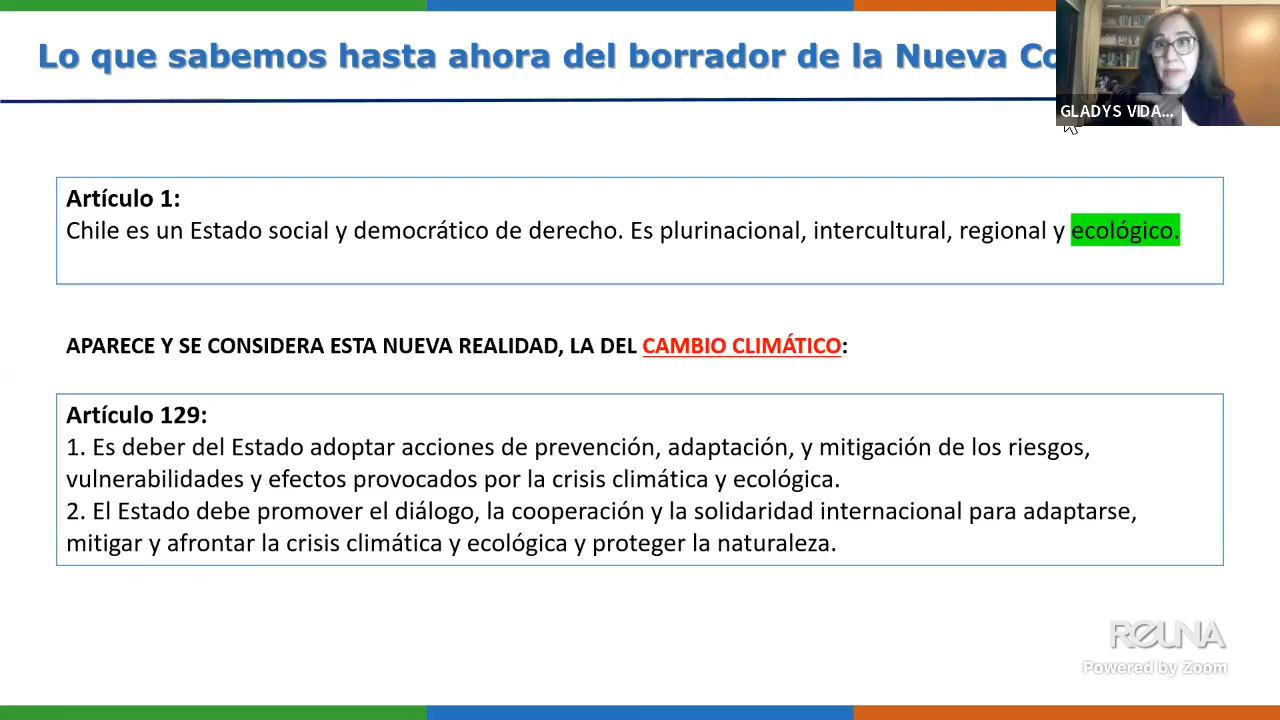 Lo que sabemos hasta ahora del borrador de la Nueva Co
GLADYS VIDA...
Artículo 1:
Chile es un Estado social y democrático de derecho. Es plurinacional, intercultural, regional y ecológico.
APARECE Y SE CONSIDERA ESTA NUEVA REALIDAD, LA DEL CAMBIO CLIMÁTICO:
Artículo 129:
1. Es deber del Estado adoptar acciones de prevención, adaptación, y mitigación de los riesgos,
vulnerabilidades y efectos provocados por la crisis climática y ecológica.
2. El Estado debe promover el diálogo, la cooperación y la solidaridad internacional para adaptarse,
mitigar y afrontar la crisis climática y ecológica y proteger la naturaleza.
REUNA
Powered by Zoom